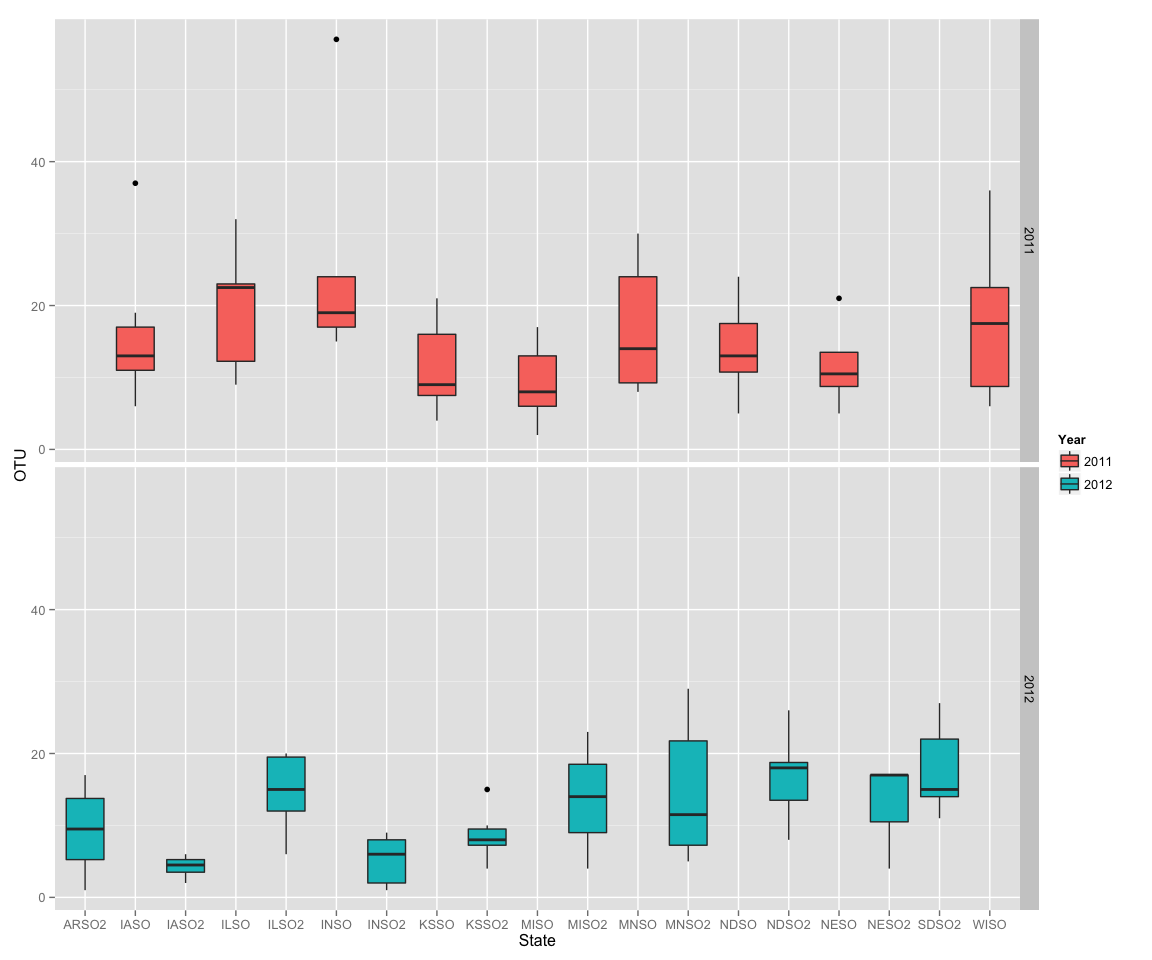 40
20
0
2011
OTU
Year
2011
2012
40
20
0
2012
ARSO2 IASO IASO2 ILSO ILSO2 INSO INSO2 KSSO KSSO2 MISO MISO2 MNSO MNSO2 NDSO NDSO2 NESO NESO2 SDSO2 WISO
State